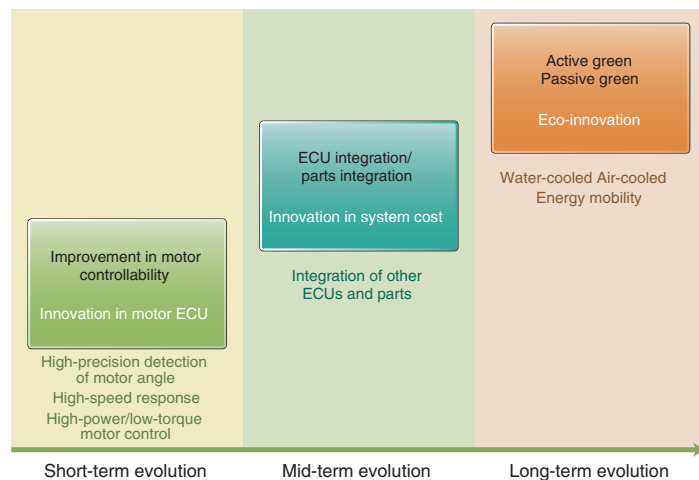 Active green
Passive green
Eco-innovation
Water-cooled Air-cooled
Energy mobility
ECU integration/
parts integration
Innovation in system cost
Integration of other
ECUs and parts
Improvement in motor
controllability
Innovation in motor ECU
High-precision detection
of motor angle
High-speed response
High-power/low-torque
motor control
Short-term evolution
Mid-term evolution
Long-term evolution